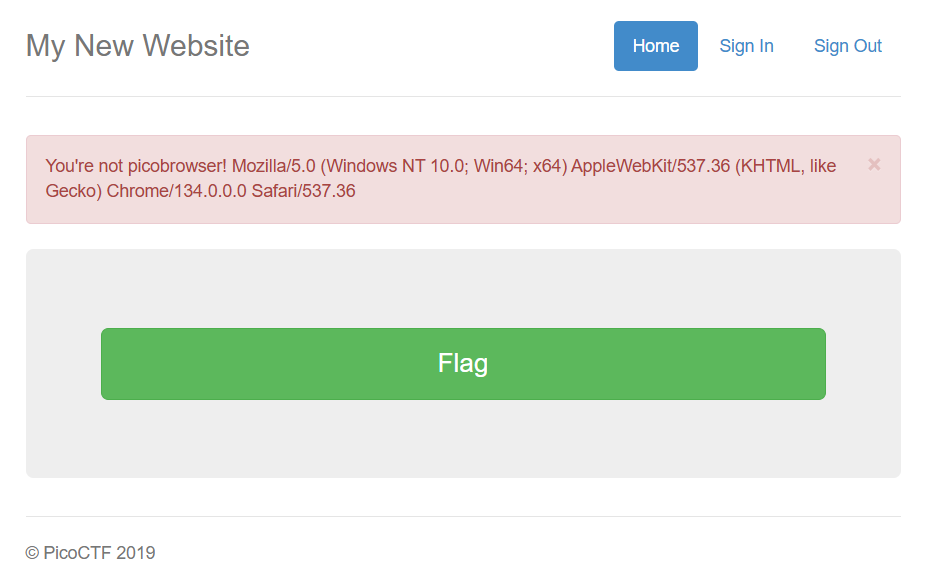 My New Website
Home
Sign In
Sign Out
You're not picobrowser! Mozilla/5.0 (Windows NT 10.0; Win64; x64) AppleWebKit/537.36 (KHTML, like
Gecko) Chrome/134.0.0.0 Safari/537.36
×
Flag
© PicoCTF 2019